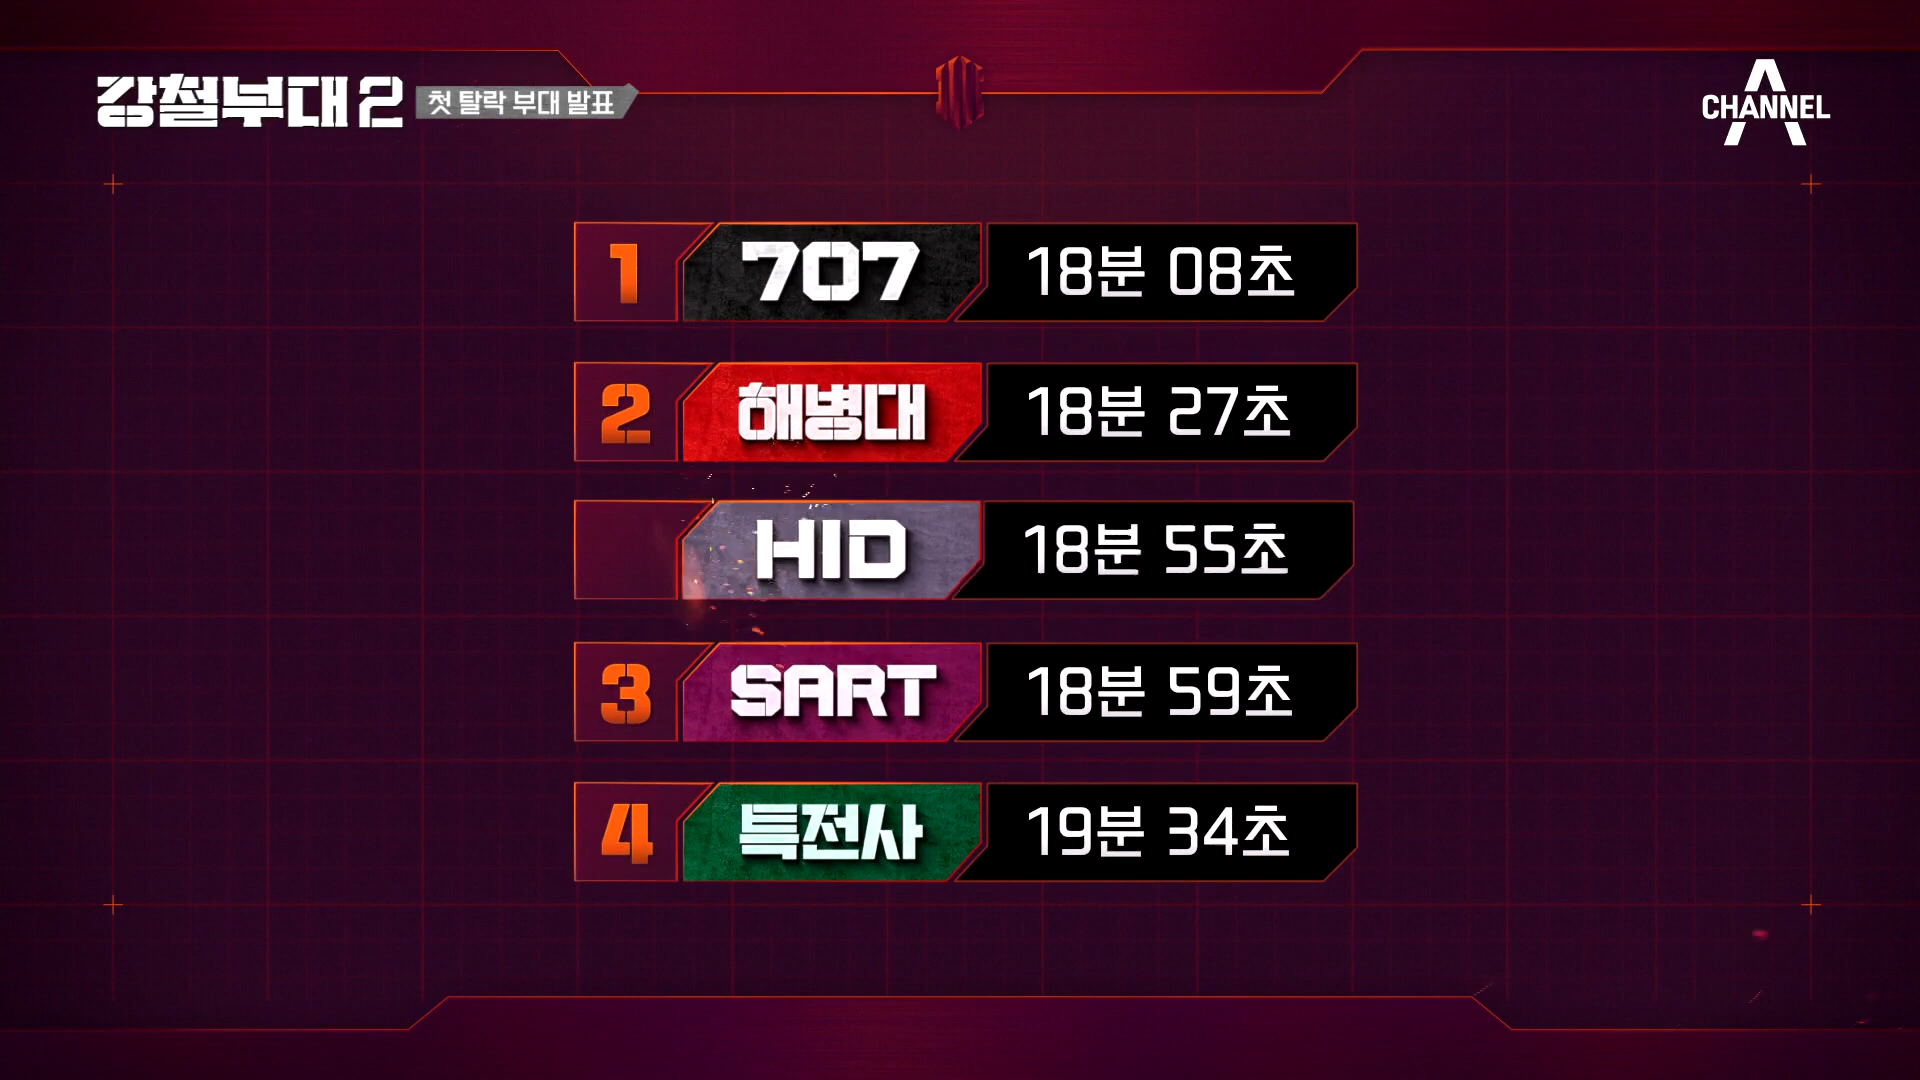 강철부대2 첫 탈락 부대 발표
CHANNEL A
1 707 18분 08초
2 해병대 18분 27초
HID 18분 55초
3 SART 18분 59초
4 특전사 19분 34초